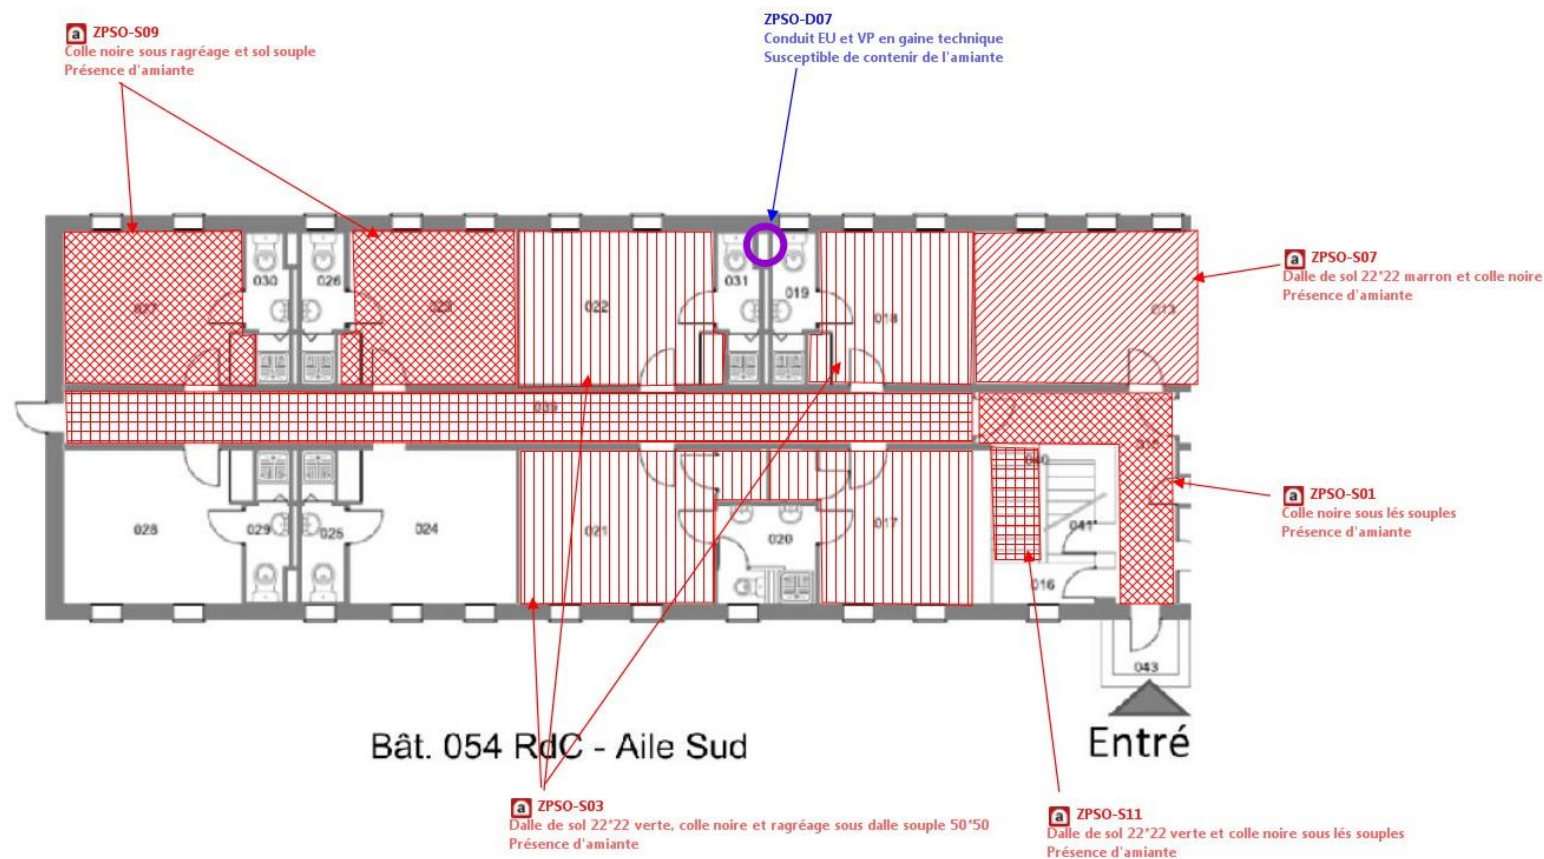 a ZPSO-S09
Colle noire sous ragréage et sol souple
Présence d'amiante
ZPSO-D07
Conduit EU et VP en gaine technique
Susceptible de contenir de l'amiante
a ZPSO-S07
Dalle de sol 22*22 marron et colle noire
Présence d'amiante
030
026
031
019
027
023
022
018
013
039
a ZPSO-S01
Colle noire sous lés souples
Présence d'amiante
040
028
029
025
024
021
020
017
041
016
043
Bât. 054 RdC - Aile Sud
Entré
a ZPSO-S03
Dalle de sol 22*22 verte, colle noire et ragréage sous dalle souple 50*50
Présence d'amiante
a ZPSO-S11
Dalle de sol 22*22 verte et colle noire sous lés souples
Présence d'amiante